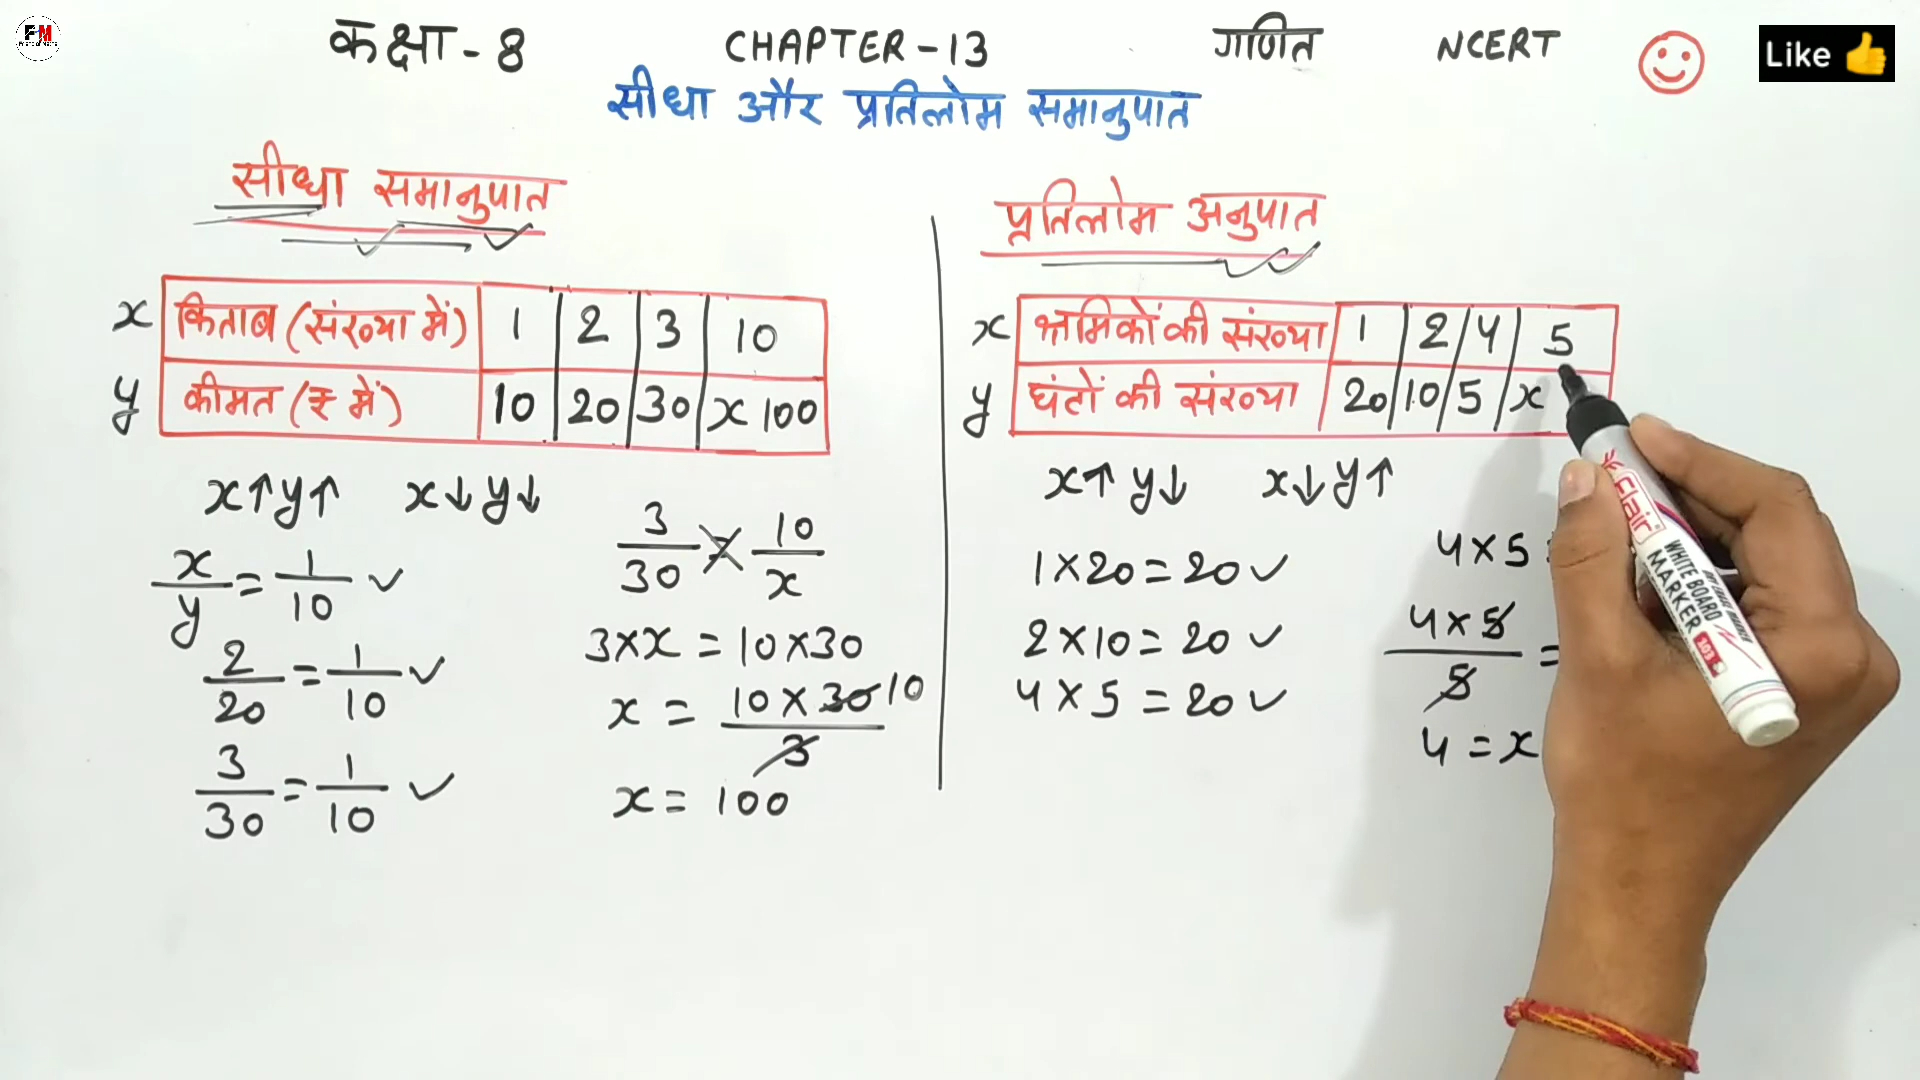 कक्षा - 8 CHAPTER - 13 गणित NCERT
Like
सीधा और प्रतिलोम समानुपात
सीधा समानुपात
x किताब (संख्या में) 1 2 3 10
y कीमत (₹ में) 10 20 30 x 100
x↑ y↑ x↓ y↓
x/y = 1/10 ✓
2/20 = 1/10 ✓
3/30 = 1/10 ✓
3/30 = 10/x
3 × x = 10 × 30
x = 10 × 30 10 / 3
x = 100
प्रतिलोम अनुपात
x श्रमिकों की संख्या 1 2 4 5
y घंटों की संख्या 20 10 5 x
x↑ y↓ x↓ y↑
1 × 20 = 20 ✓
2 × 10 = 20 ✓
4 × 5 = 20 ✓
4 × 5 =
4 × 5 / 5 =
4 = x
Flair
WHITE BOARD
MARKER